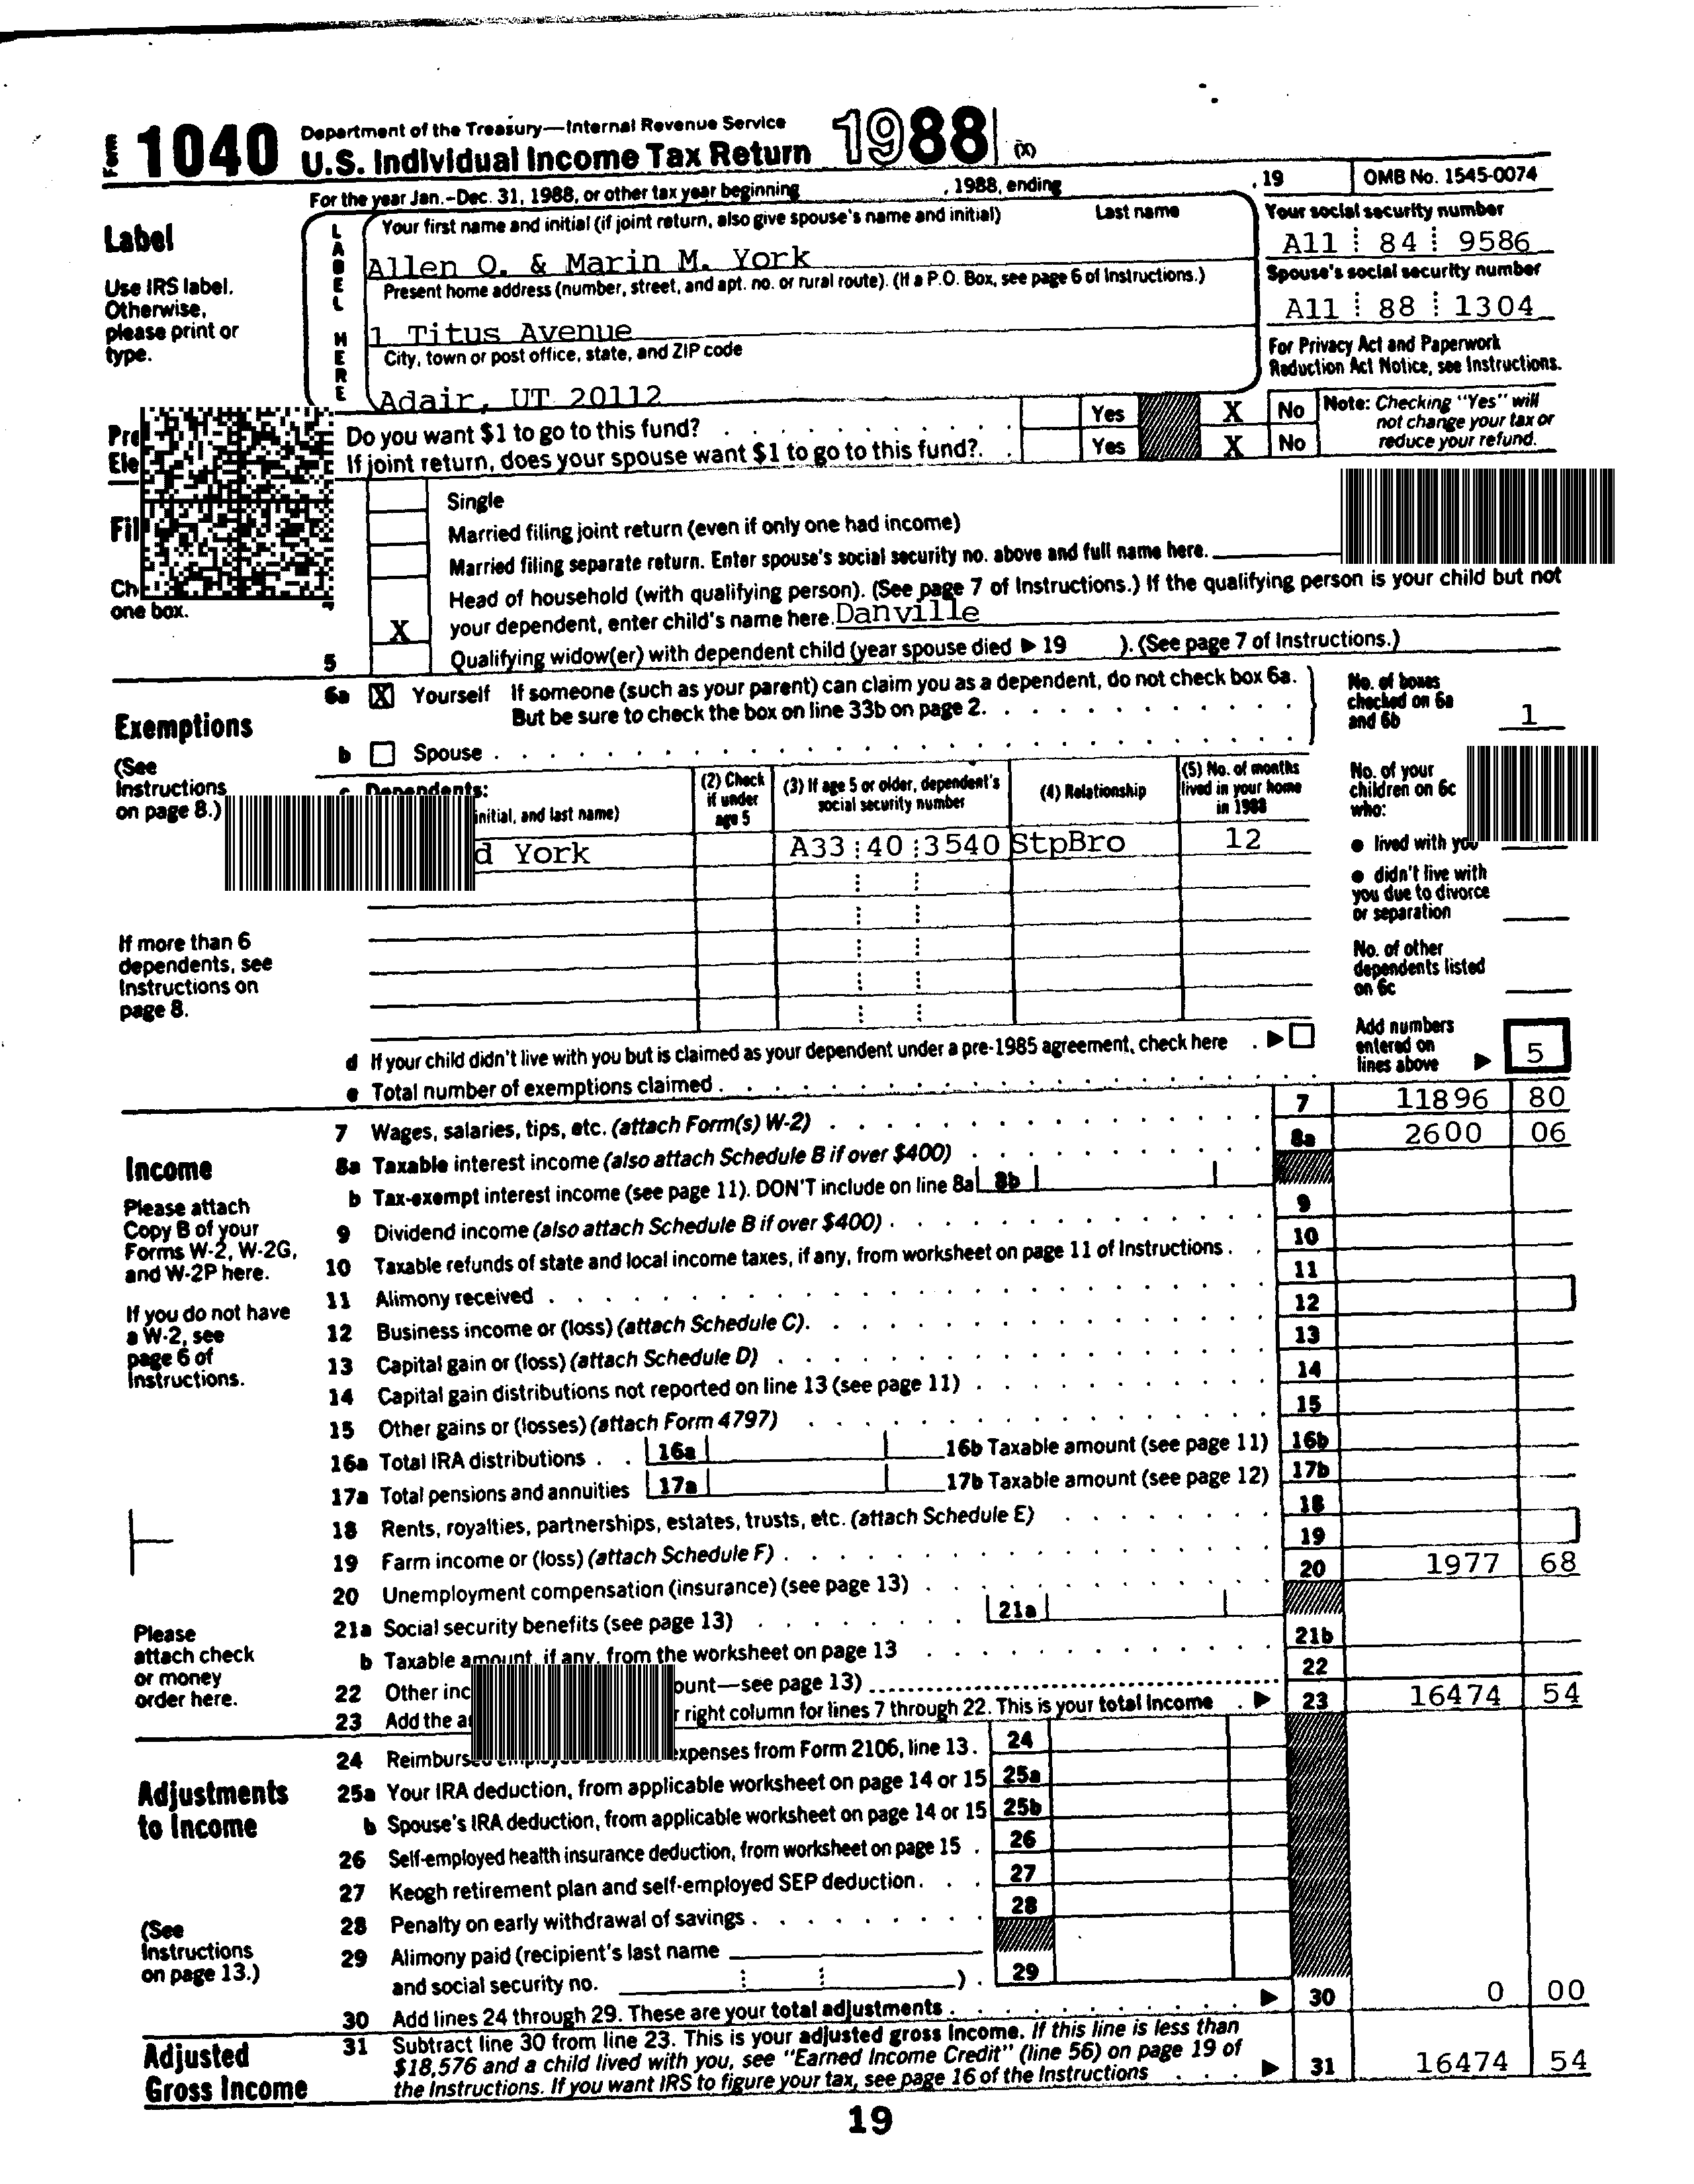 Form 1040 Department of the Treasury—Internal Revenue Service
U.S. Individual Income Tax Return 1988 (X)
For the year Jan.-Dec. 31, 1988, or other tax year beginning , 1988, ending , 19 OMB No. 1545-0074
Label
Use IRS label.
Otherwise,
please print or
type.
LABEL HERE
Your first name and initial (if joint return, also give spouse's name and initial) Last name
Allen Q. & Marin M. York
Present home address (number, street, and apt. no. or rural route). (If a P.O. Box, see page 6 of Instructions.)
1 Titus Avenue
City, town or post office, state, and ZIP code
Adair, UT 20112
Your social security number
A11 84 9586
Spouse's social security number
A11 88 1304
For Privacy Act and Paperwork
Reduction Act Notice, see Instructions.
Do you want $1 to go to this fund? Yes X No
If joint return, does your spouse want $1 to go to this fund? Yes X No
Note: Checking "Yes" will
not change your tax or
reduce your refund.
one box.
Single
Married filing joint return (even if only one had income)
Married filing separate return. Enter spouse's social security no. above and full name here.
Head of household (with qualifying person). (See page 7 of Instructions.) If the qualifying person is your child but not
X your dependent, enter child's name here. Danville
5 Qualifying widow(er) with dependent child (year spouse died ▶ 19 ). (See page 7 of Instructions.)
Exemptions
(See
Instructions
on page 8.)
6a X Yourself If someone (such as your parent) can claim you as a dependent, do not check box 6a.
But be sure to check the box on line 33b on page 2.
b Spouse
No. of boxes
checked on 6a
and 6b 1
c Dependents:
initial, and last name)
(2) Check
if under
age 5
(3) If age 5 or older, dependent's
social security number
(4) Relationship
(5) No. of months
lived in your home
in 1988
d York A33 40 3540 StpBro 12
No. of your
children on 6c
who:
● lived with you
● didn't live with
you due to divorce
or separation
No. of other
dependents listed
on 6c
If more than 6
dependents, see
Instructions on
page 8.
d If your child didn't live with you but is claimed as your dependent under a pre-1985 agreement, check here ▶
e Total number of exemptions claimed
Add numbers
entered on
lines above ▶ 5
Income
Please attach
Copy B of your
Forms W-2, W-2G,
and W-2P here.
If you do not have
a W-2, see
page 6 of
Instructions.
Please
attach check
or money
order here.
7 Wages, salaries, tips, etc. (attach Form(s) W-2) 7 11896 80
8a Taxable interest income (also attach Schedule B if over $400) 8a 2600 06
b Tax-exempt interest income (see page 11). DON'T include on line 8a 8b
9 Dividend income (also attach Schedule B if over $400) 9
10 Taxable refunds of state and local income taxes, if any, from worksheet on page 11 of Instructions. 10
11 Alimony received 11
12 Business income or (loss) (attach Schedule C). 12
13 Capital gain or (loss) (attach Schedule D) 13
14 Capital gain distributions not reported on line 13 (see page 11) 14
15 Other gains or (losses) (attach Form 4797) 15
16a Total IRA distributions 16a 16b Taxable amount (see page 11) 16b
17a Total pensions and annuities 17a 17b Taxable amount (see page 12) 17b
18 Rents, royalties, partnerships, estates, trusts, etc. (attach Schedule E) 18
19 Farm income or (loss) (attach Schedule F) 19
20 Unemployment compensation (insurance) (see page 13) 20 1977 68
21a Social security benefits (see page 13) 21a
b Taxable amount, if any, from the worksheet on page 13 21b
22 Other inc ount—see page 13) 22
23 Add the a r right column for lines 7 through 22. This is your total income ▶ 23 16474 54
Adjustments
to Income
(See
Instructions
on page 13.)
24 Reimbursed expenses from Form 2106, line 13. 24
25a Your IRA deduction, from applicable worksheet on page 14 or 15 25a
b Spouse's IRA deduction, from applicable worksheet on page 14 or 15 25b
26 Self-employed health insurance deduction, from worksheet on page 15 26
27 Keogh retirement plan and self-employed SEP deduction 27
28 Penalty on early withdrawal of savings 28
29 Alimony paid (recipient's last name
and social security no. ) 29
30 Add lines 24 through 29. These are your total adjustments ▶ 30 0 00
Adjusted
Gross Income
31 Subtract line 30 from line 23. This is your adjusted gross income. If this line is less than
$18,576 and a child lived with you, see "Earned Income Credit" (line 56) on page 19 of
the Instructions. If you want IRS to figure your tax, see page 16 of the Instructions ▶ 31 16474 54
19